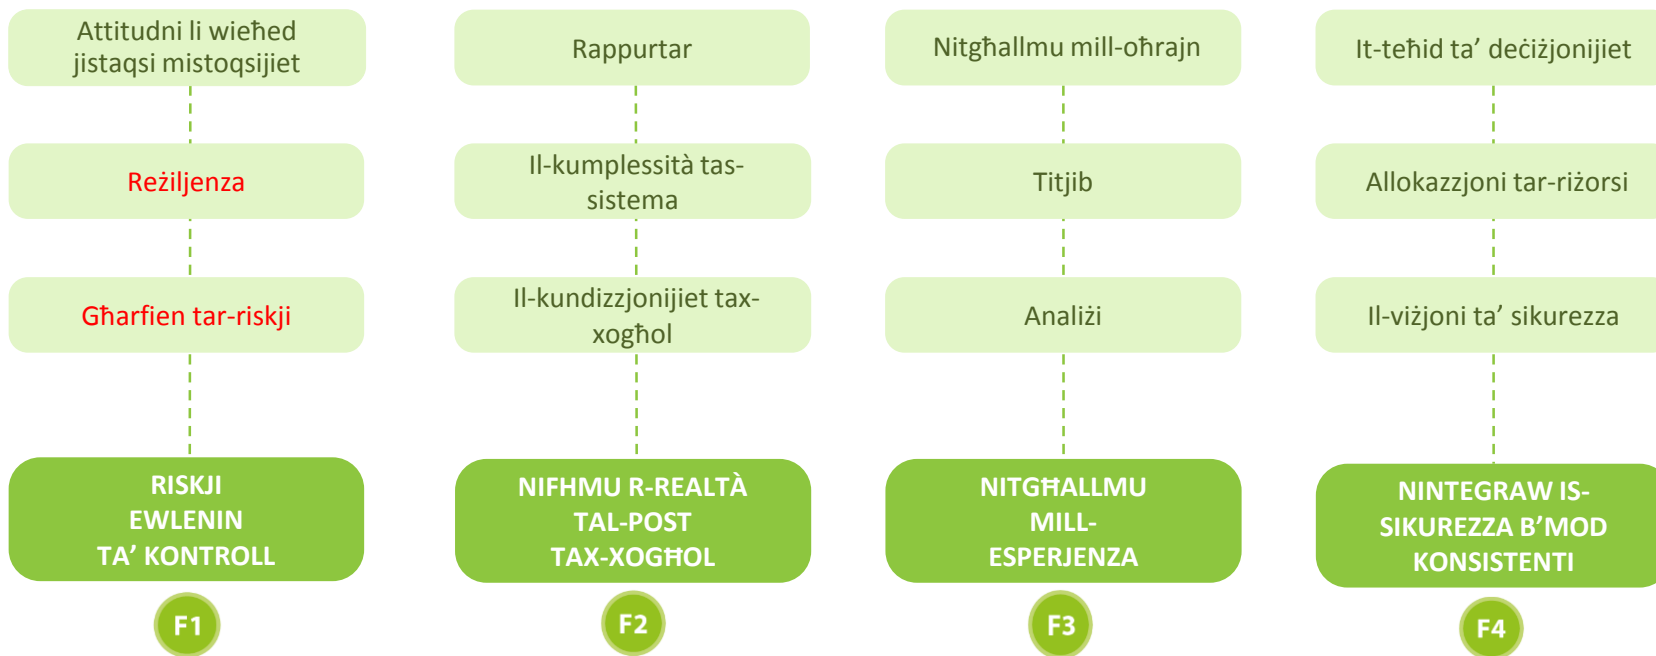 Attitudni li wieħed
jistaqsi mistoqsijiet
Reżiljenza
Għarfien tar-riskji
RISKJI
EWLENIN
TA’ KONTROLL
F1
Rappurtar
Il-kumplessità tas-
sistema
Il-kundizzjonijiet tax-
xogħol
NIFHMU R-REALTÀ
TAL-POST
TAX-XOGĦOL
F2
Nitgħallmu mill-oħrajn
Titjib
Analiżi
NITGĦALLMU
MILL-
ESPERJENZA
F3
It-teħid ta’ deċiżjonijiet
Allokazzjoni tar-riżorsi
Il-viżjoni ta’ sikurezza
NINTEGRAW IS-
SIKUREZZA B’MOD
KONSISTENTI
F4